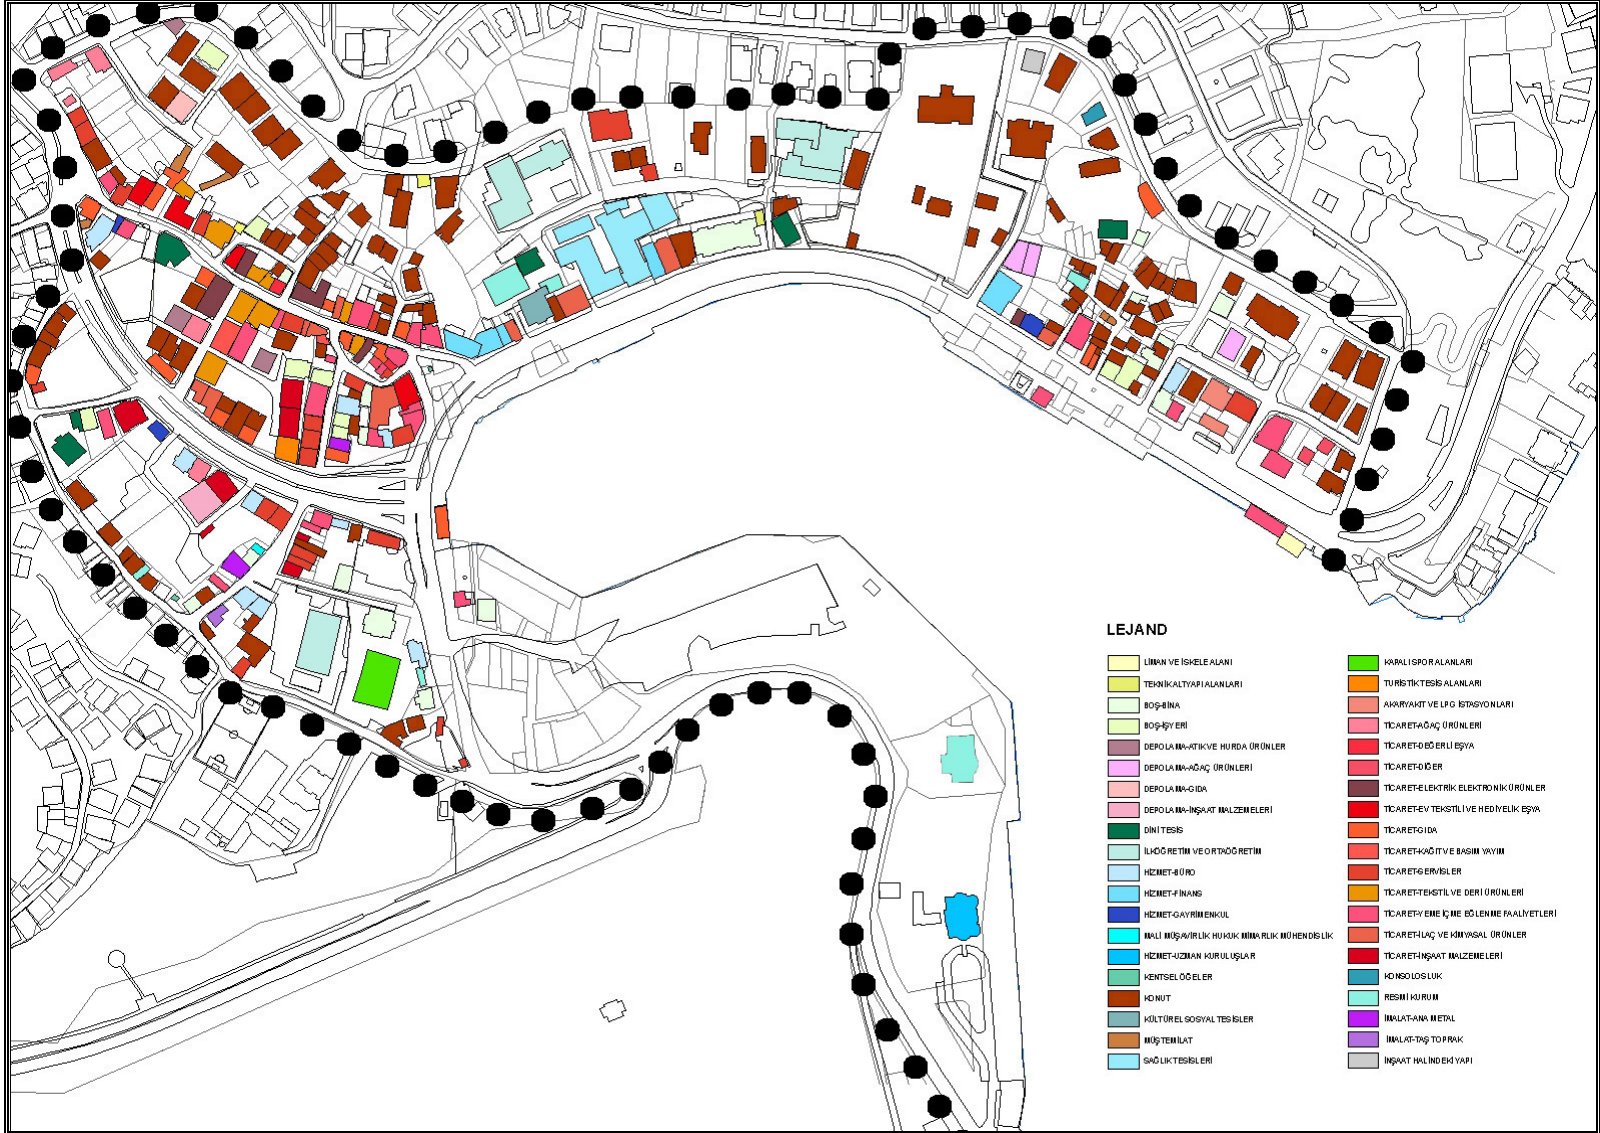 LEJAND
LİMAN VE İSKELE ALANI
TEKNİK ALTYAPI ALANLARI
BOŞ-BİNA
BOŞ-İŞYERİ
DEPOLAMA-ATIK VE HURDA ÜRÜNLER
DEPOLAMA-AĞAÇ ÜRÜNLERİ
DEPOLAMA-GIDA
DEPOLAMA-İNŞAAT MALZEMELERİ
DİNİ TESİS
İLKÖĞRETİM VE ORTAÖĞRETİM
HİZMET-BÜRO
HİZMET-FİNANS
HİZMET-GAYRİMENKUL
MALİ MÜŞAVİRLİK HUKUK MİMARLIK MÜHENDİSLİK
HİZMET-UZMAN KURULUŞLAR
KENTSEL ÖĞELER
KONUT
KÜLTÜREL SOSYAL TESİSLER
MÜŞTEMİLAT
SAĞLIK TESİSLERİ
KAPALI SPOR ALANLARI
TURİSTİK TESİS ALANLARI
AKARYAKIT VE LPG İSTASYONLARI
TİCARET-AĞAÇ ÜRÜNLERİ
TİCARET-DEĞERLİ EŞYA
TİCARET-DİĞER
TİCARET-ELEKTRİK ELEKTRONİK ÜRÜNLER
TİCARET-EV TEKSTİLİ VE HEDİYELİK EŞYA
TİCARET-GIDA
TİCARET-KAĞIT VE BASIM YAYIM
TİCARET-SERVİSLER
TİCARET-TEKSTİL VE DERİ ÜRÜNLERİ
TİCARET-YEME İÇME EĞLENME FAALİYETLERİ
TİCARET-İLAÇ VE KİMYASAL ÜRÜNLER
TİCARET-İNŞAAT MALZEMELERİ
KONSOLOSLUK
RESMİ KURUM
İMALAT-ANA METAL
İMALAT-TAŞ TOPRAK
İNŞAAT HALİNDEKİ YAPI